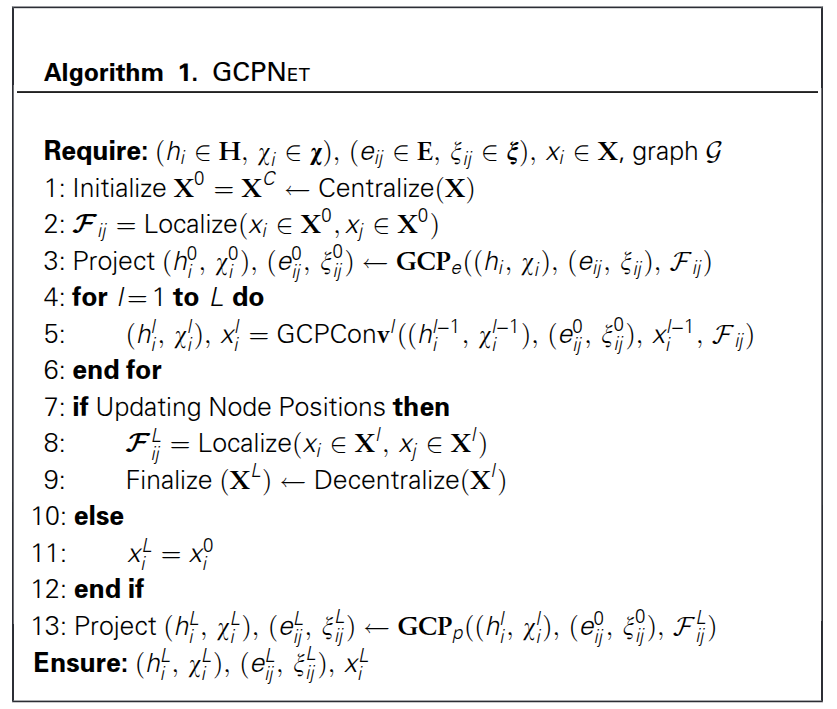 Algorithm 1. GCPNET
Require: (hᵢ ∈ H, χᵢ ∈ χ), (eᵢⱼ ∈ E, ξᵢⱼ ∈ ξ), xᵢ ∈ X, graph 𝒢
1: Initialize X⁰ = Xᶜ ← Centralize(X)
2: 𝓕ᵢⱼ = Localize(xᵢ ∈ X⁰, xⱼ ∈ X⁰)
3: Project (hᵢ⁰, χᵢ⁰), (eᵢⱼ⁰, ξᵢⱼ⁰) ← GCPₑ((hᵢ, χᵢ), (eᵢⱼ, ξᵢⱼ), ℱᵢⱼ)
4: for l = 1 to L do
5: (hᵢˡ, χᵢˡ), xᵢˡ = GCPConvˡ((hᵢˡ⁻¹, χᵢˡ⁻¹), (eᵢⱼ⁰, ξᵢⱼ⁰), xᵢˡ⁻¹, ℱᵢⱼ)
6: end for
7: if Updating Node Positions then
8: 𝓕ᵢⱼᴸ = Localize(xᵢ ∈ Xˡ, xⱼ ∈ Xˡ)
9: Finalize (Xᴸ) ← Decentralize(Xˡ)
10: else
11: xᵢᴸ = xᵢ⁰
12: end if
13: Project (hᵢᴸ, χᵢᴸ), (eᵢⱼᴸ, ξᵢⱼᴸ) ← GCPₚ((hᵢˡ, χᵢˡ), (eᵢⱼ⁰, ξᵢⱼ⁰), ℱᵢⱼᴸ)
Ensure: (hᵢᴸ, χᵢᴸ), (eᵢⱼᴸ, ξᵢⱼᴸ), xᵢᴸ